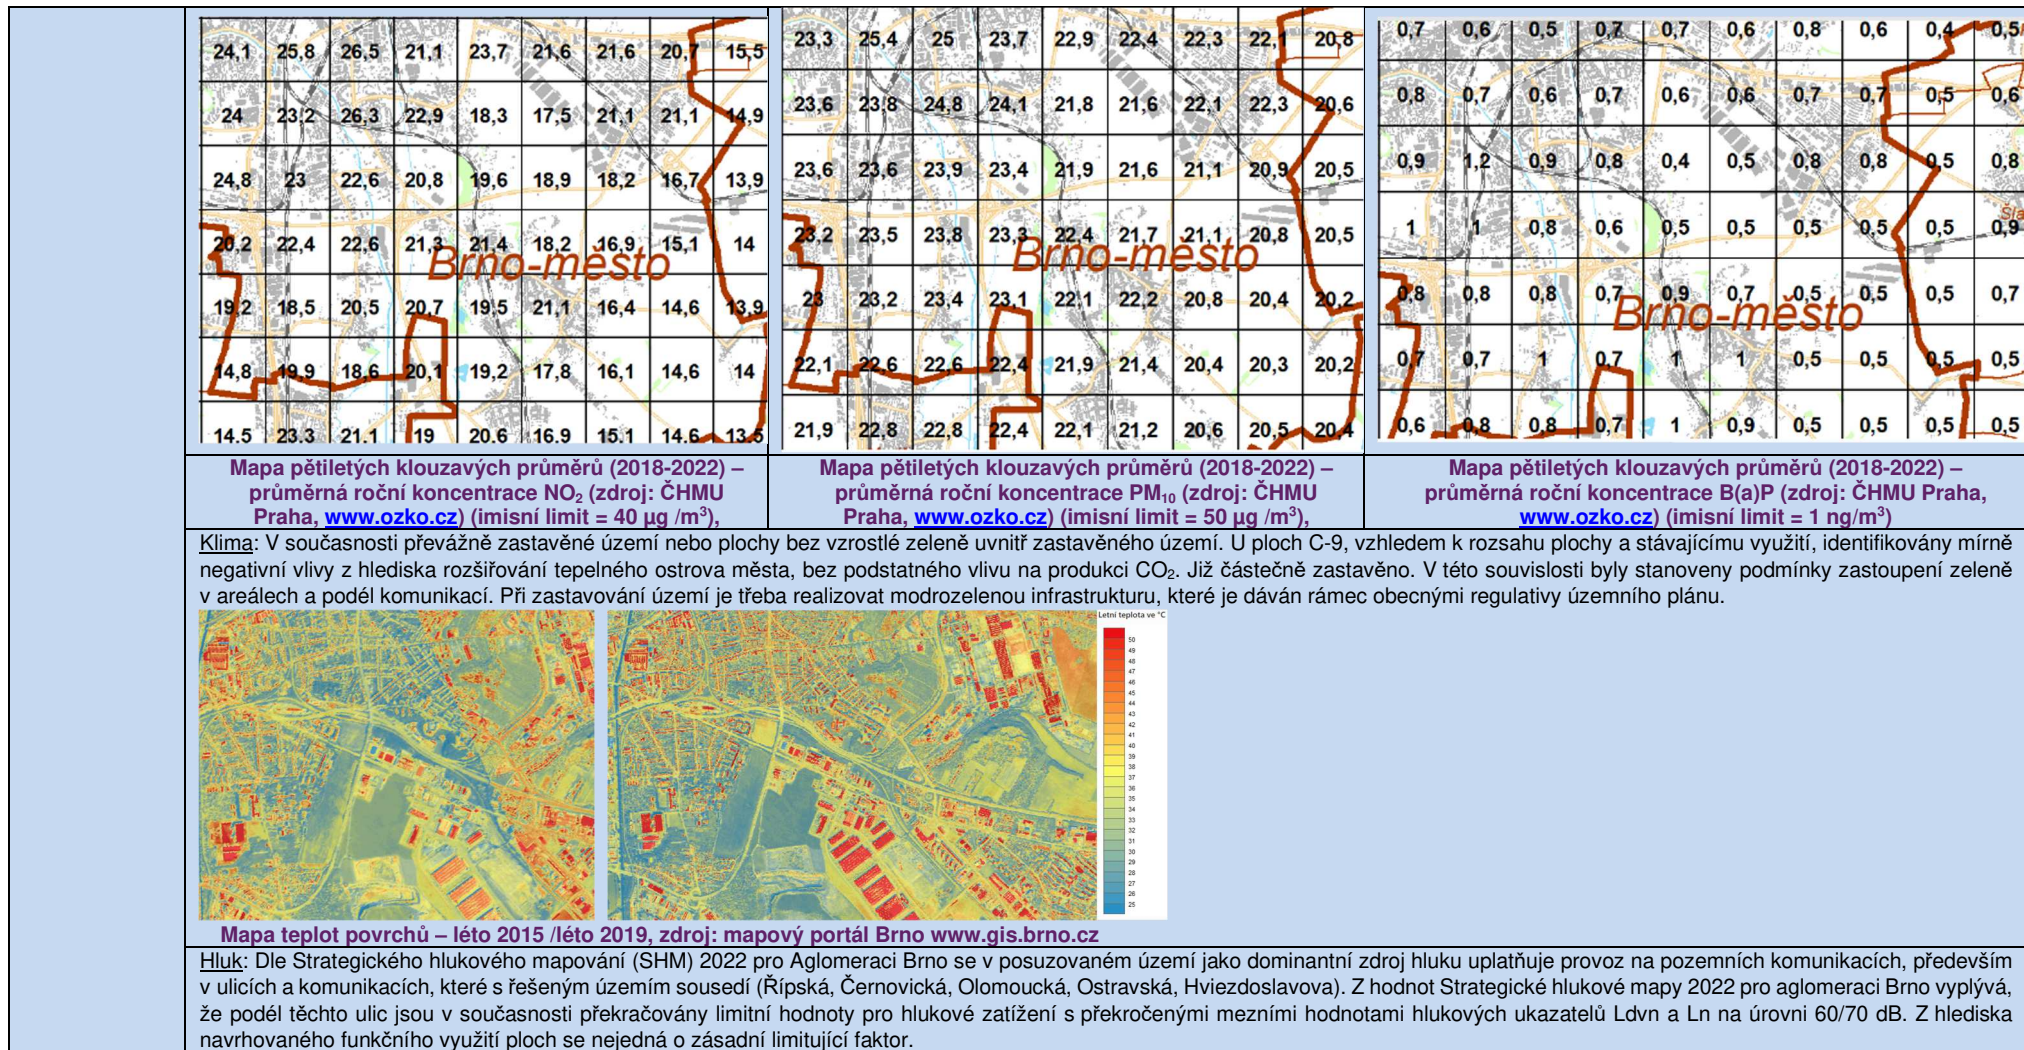 24,1 25,8 26,5 21,1 23,7 21,6 21,6 20,7 15,5
24 23,2 26,3 22,9 18,3 17,5 21,1 21,1 14,9
24,8 23 22,6 20,8 19,6 18,9 18,2 16,7 13,9
20,2 22,4 22,6 21,3 21,4 18,2 16,9 15,1 14
Brno-město
19,2 18,5 20,5 20,7 19,5 21,1 16,4 14,6 13,9
14,8 19,9 18,6 20,1 19,2 17,8 16,1 14,6 14
14,5 23,3 21,1 19 20,6 16,9 15,1 14,6 13,5
23,3 25,4 25 23,7 22,9 22,4 22,3 22,1 20,8
23,6 23,8 24,8 24,1 21,8 21,6 22,1 22,3 20,6
23,6 23,6 23,9 23,4 21,9 21,6 21,1 20,9 20,5
23,2 23,5 23,8 23,3 22,4 21,7 21,1 20,8 20,5
Brno-město
23 23,2 23,4 23,1 22,1 22,2 20,8 20,4 20,2
22,1 22,6 22,6 22,4 21,9 21,4 20,4 20,3 20,2
21,9 22,8 22,8 22,4 22,1 21,2 20,6 20,5 20,4
0,7 0,6 0,5 0,7 0,7 0,6 0,8 0,6 0,4 0,5
0,8 0,7 0,6 0,7 0,6 0,6 0,7 0,7 0,5 0,6
0,9 1,2 0,9 0,8 0,4 0,5 0,8 0,8 0,5 0,8
Šla
1 1 0,8 0,6 0,5 0,5 0,5 0,5 0,5 0,9
0,8 0,8 0,8 0,7 0,9 0,7 0,5 0,5 0,5 0,7
Brno-město
0,7 0,7 1 0,7 1 1 0,5 0,5 0,5 0,5
0,6 0,8 0,8 0,7 1 0,9 0,5 0,5 0,5 0,5
Mapa pětiletých klouzavých průměrů (2018-2022) –
průměrná roční koncentrace NO₂ (zdroj: ČHMU
Praha, www.ozko.cz) (imisní limit = 40 µg /m³),
Mapa pětiletých klouzavých průměrů (2018-2022) –
průměrná roční koncentrace PM₁₀ (zdroj: ČHMU
Praha, www.ozko.cz) (imisní limit = 50 µg /m³),
Mapa pětiletých klouzavých průměrů (2018-2022) –
průměrná roční koncentrace B(a)P (zdroj: ČHMU Praha,
www.ozko.cz) (imisní limit = 1 ng/m³)
Klima: V současnosti převážně zastavěné území nebo plochy bez vzrostlé zeleně uvnitř zastavěného území. U ploch C-9, vzhledem k rozsahu plochy a stávajícímu využití, identifikovány mírně
negativní vlivy z hlediska rozšiřování tepelného ostrova města, bez podstatného vlivu na produkci CO₂. Již částečně zastavěno. V této souvislosti byly stanoveny podmínky zastoupení zeleně
v areálech a podél komunikací. Při zastavování území je třeba realizovat modrozelenou infrastrukturu, které je dáván rámec obecnými regulativy územního plánu.
Letní teplota ve °C
50
49
48
47
46
45
44
43
42
41
40
39
38
37
36
35
34
33
32
31
30
29
28
27
26
25
Mapa teplot povrchů – léto 2015 /léto 2019, zdroj: mapový portál Brno www.gis.brno.cz
Hluk: Dle Strategického hlukového mapování (SHM) 2022 pro Aglomeraci Brno se v posuzovaném území jako dominantní zdroj hluku uplatňuje provoz na pozemních komunikacích, především
v ulicích a komunikacích, které s řešeným územím sousedí (Řípská, Černovická, Olomoucká, Ostravská, Hviezdoslavova). Z hodnot Strategické hlukové mapy 2022 pro aglomeraci Brno vyplývá,
že podél těchto ulic jsou v současnosti překračovány limitní hodnoty pro hlukové zatížení s překročenými mezními hodnotami hlukových ukazatelů Ldvn a Ln na úrovni 60/70 dB. Z hlediska
navrhovaného funkčního využití ploch se nejedná o zásadní limitující faktor.